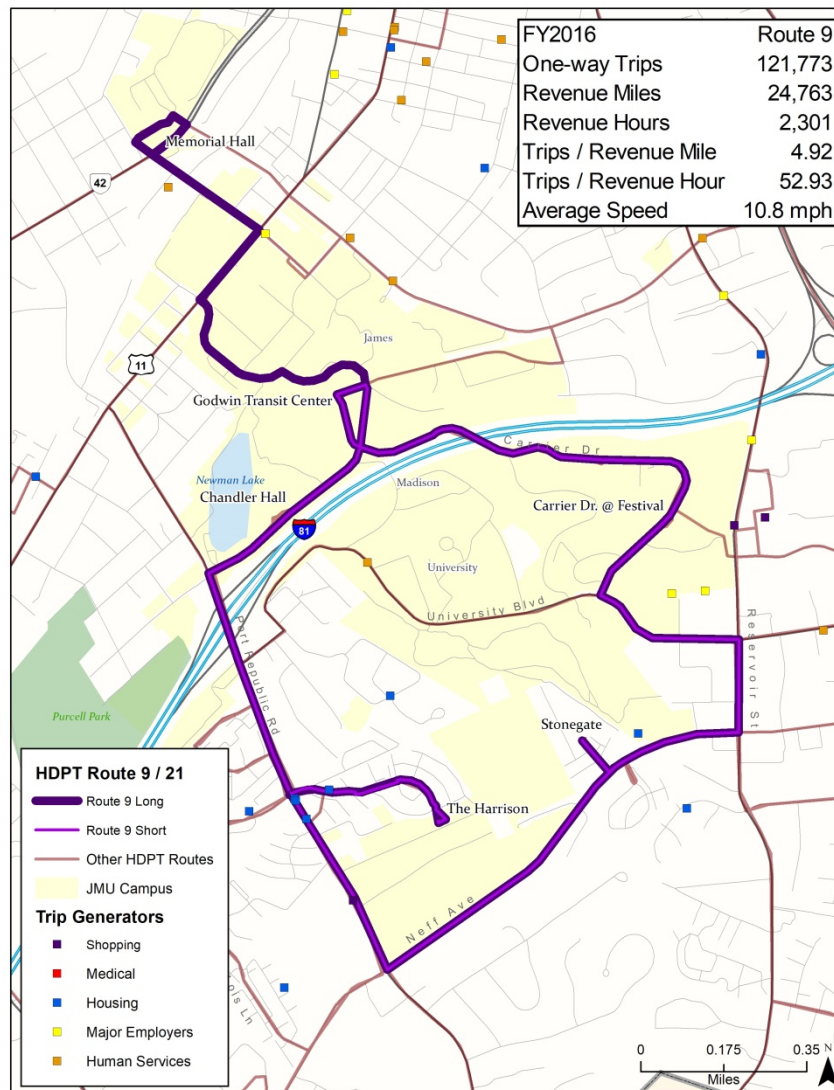 FY2016 Route 9
One-way Trips 121,773
Revenue Miles 24,763
Revenue Hours 2,301
Trips / Revenue Mile 4.92
Trips / Revenue Hour 52.93
Average Speed 10.8 mph
Memorial Hall
42
James
11
Godwin Transit Center
Carrier Dr
Newman Lake
Chandler Hall
Madison
Carrier Dr. @ Festival
81
University
University Blvd
Port Republic Rd
Reservoir St
Purcell Park
Stonegate
The Harrison
Neff Ave
HDPT Route 9 / 21
Route 9 Long
Route 9 Short
Other HDPT Routes
JMU Campus
Trip Generators
Shopping
Medical
Housing
Major Employers
Human Services
ois Ln
0 0.175 0.35
Miles
N